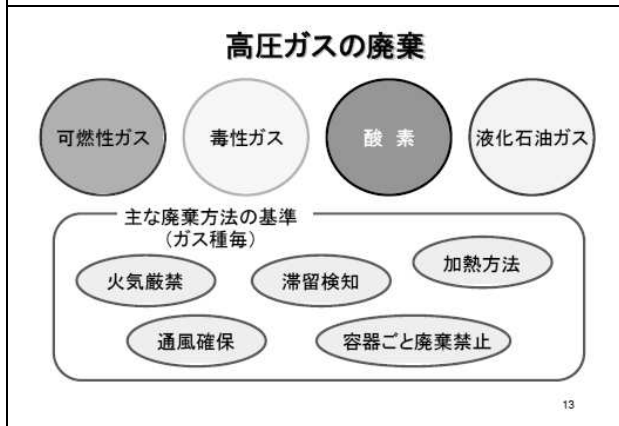 高圧ガスの廃棄
可燃性ガス
毒性ガス
酸 素
液化石油ガス
主な廃棄方法の基準
（ガス種毎）
火気厳禁
滞留検知
加熱方法
通風確保
容器ごと廃棄禁止
13